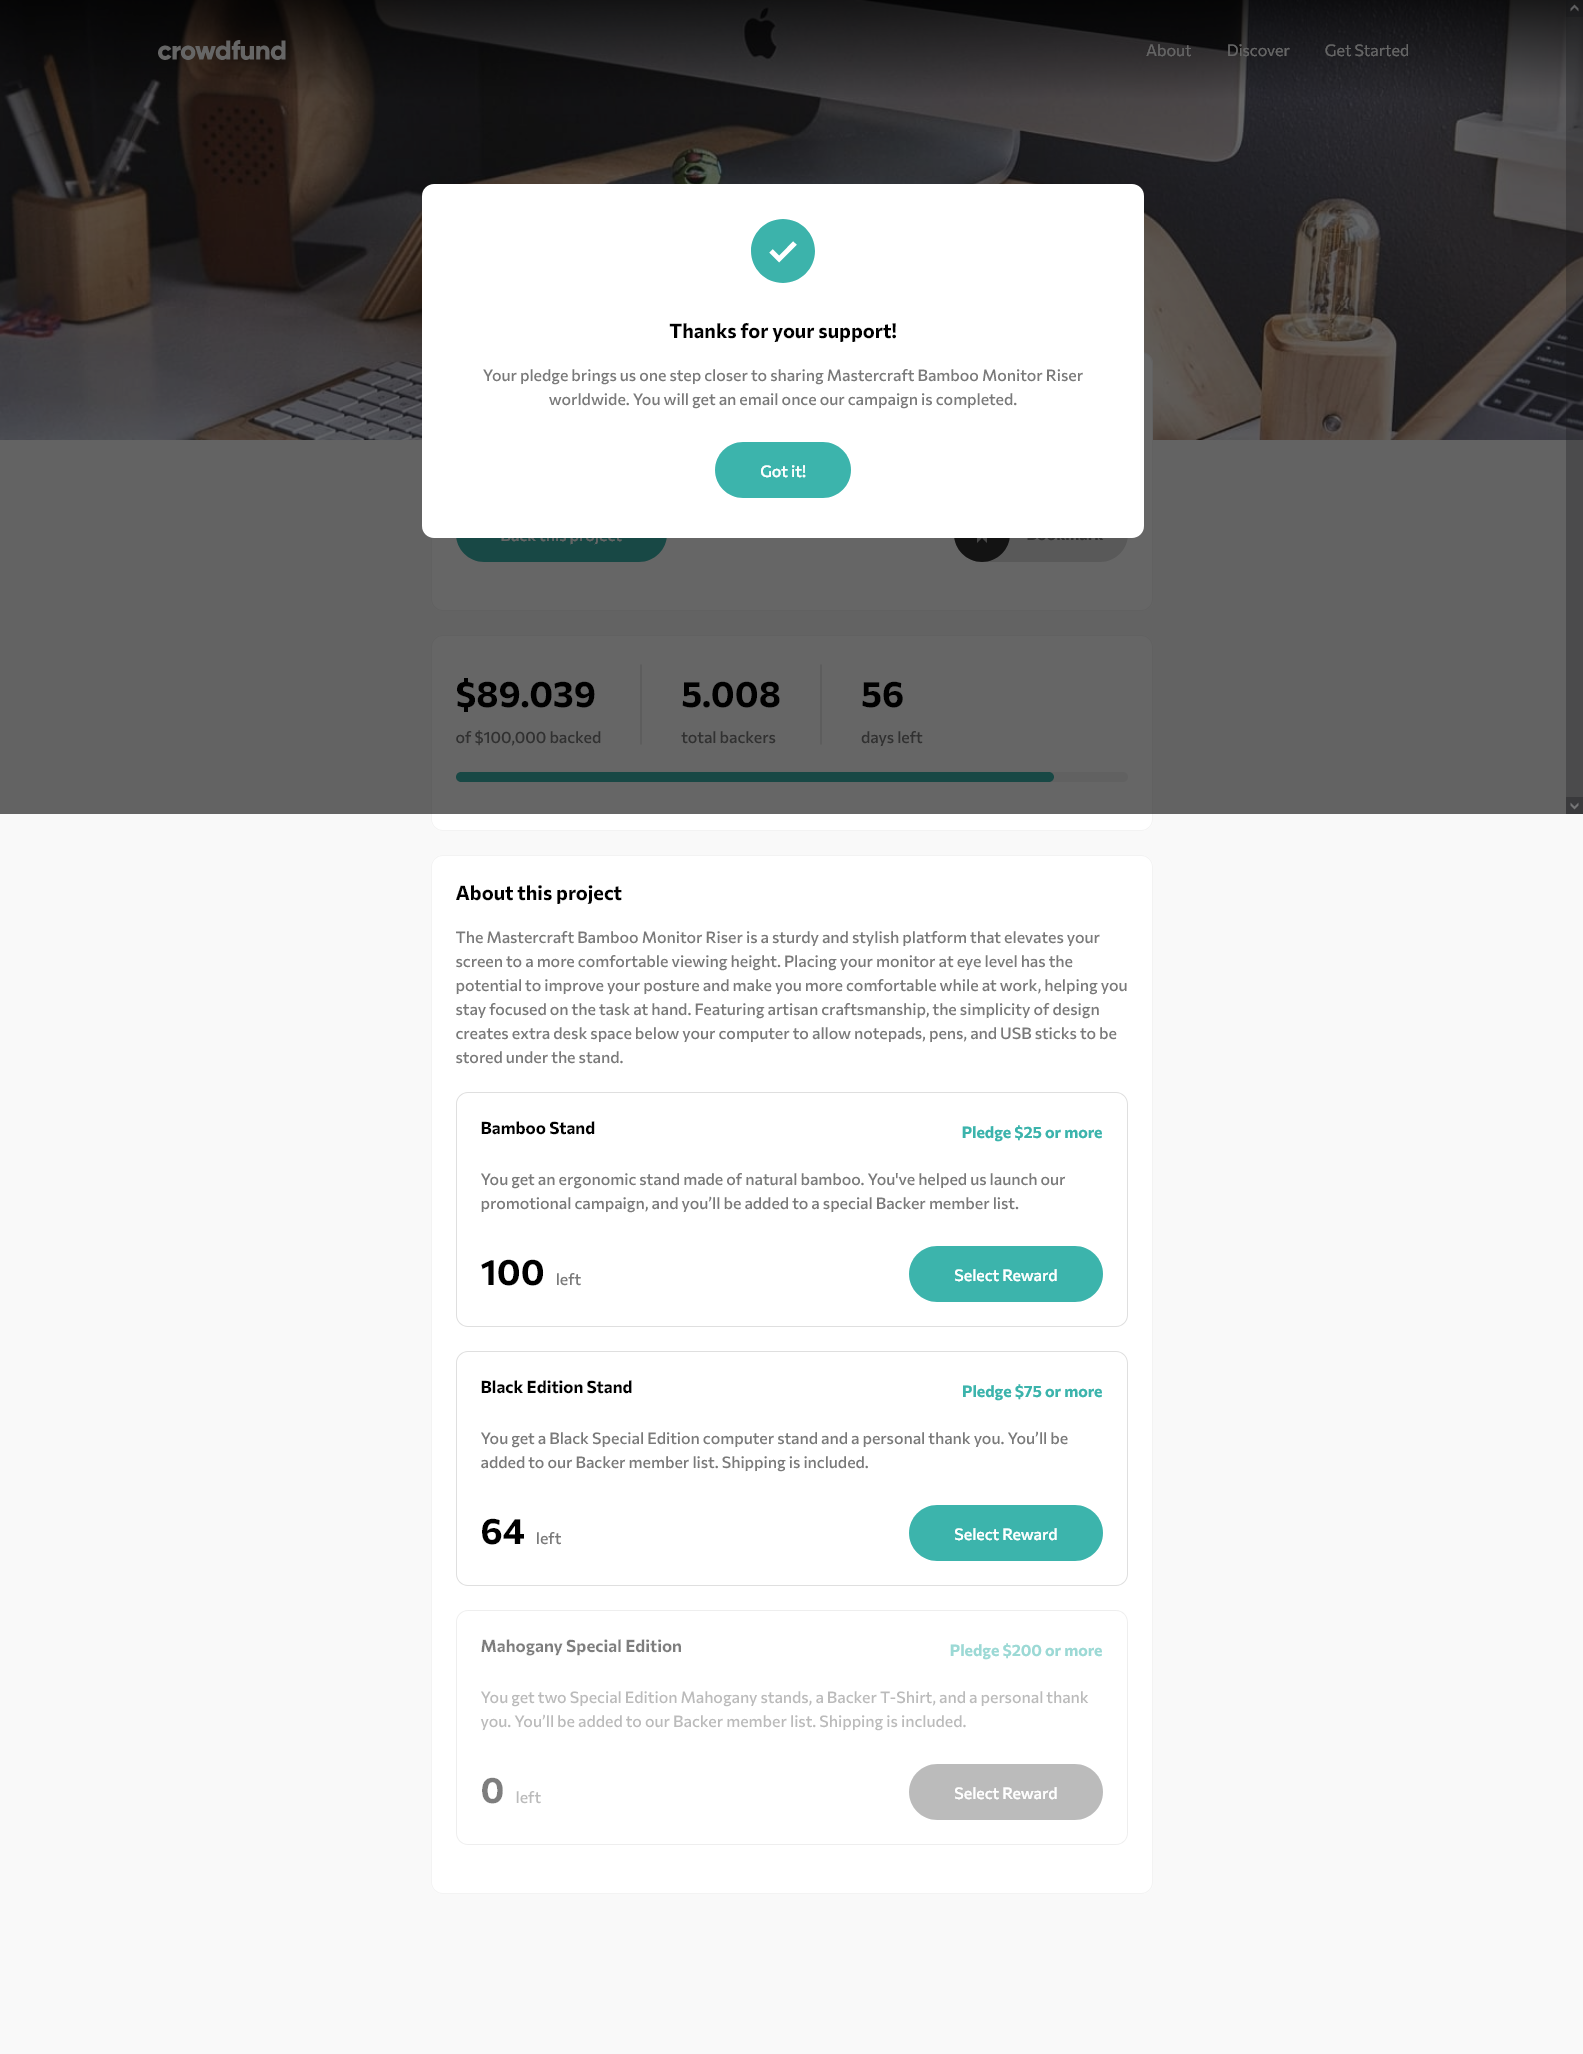 crowdfund
About Discover Get Started
Thanks for your support!
Your pledge brings us one step closer to sharing Mastercraft Bamboo Monitor Riser
worldwide. You will get an email once our campaign is completed.
Got it!
Back this project Bookmark
$89.039 5.008 56
of $100,000 backed total backers days left
About this project
The Mastercraft Bamboo Monitor Riser is a sturdy and stylish platform that elevates your
screen to a more comfortable viewing height. Placing your monitor at eye level has the
potential to improve your posture and make you more comfortable while at work, helping you
stay focused on the task at hand. Featuring artisan craftsmanship, the simplicity of design
creates extra desk space below your computer to allow notepads, pens, and USB sticks to be
stored under the stand.
Bamboo Stand
Pledge $25 or more
You get an ergonomic stand made of natural bamboo. You've helped us launch our
promotional campaign, and you’ll be added to a special Backer member list.
100 left
Select Reward
Black Edition Stand
Pledge $75 or more
You get a Black Special Edition computer stand and a personal thank you. You’ll be
added to our Backer member list. Shipping is included.
64 left
Select Reward
Mahogany Special Edition
Pledge $200 or more
You get two Special Edition Mahogany stands, a Backer T-Shirt, and a personal thank
you. You’ll be added to our Backer member list. Shipping is included.
0 left
Select Reward